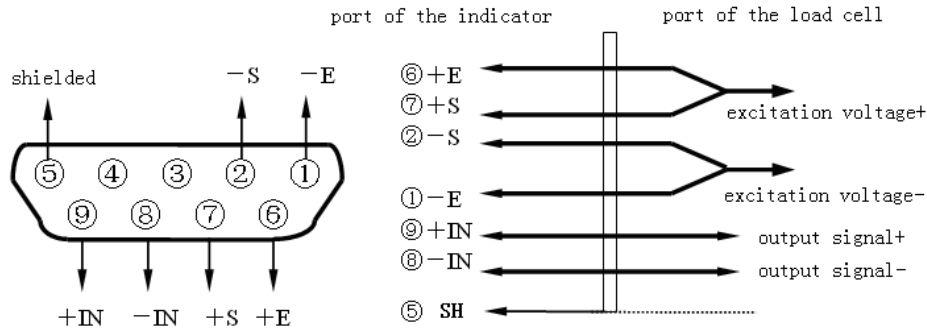 port of the indicator
port of the load cell
shielded
−S
−E
⑤ ④ ③ ② ①
⑨ ⑧ ⑦ ⑥
+IN −IN +S +E
⑥+E
⑦+S
②−S
①−E
⑨+IN
⑧−IN
⑤ SH
excitation voltage+
excitation voltage-
output signal+
output signal-